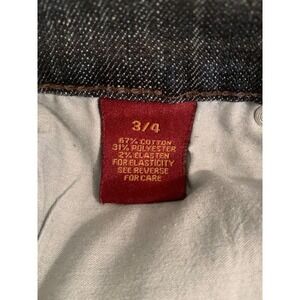 3/4
67% COTTON
31% POLYESTER
2% ELASTEN
FOR ELASTICITY
SEE REVERSE
FOR CARE